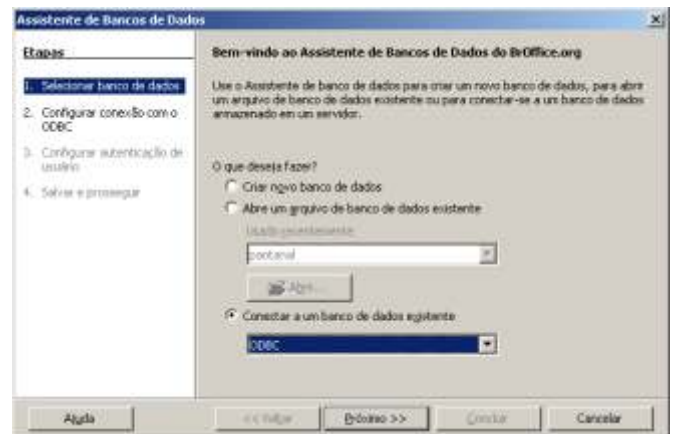 Assistente de Bancos de Dados
Etapas
1. Selecionar banco de dados
2. Configurar conexão com o
ODBC
3. Configurar autenticação de
usuário
4. Salvar e prosseguir
Bem-vindo ao Assistente de Bancos de Dados do BrOffice.org
Use o Assistente de banco de dados para criar um novo banco de dados, para abrir
um arquivo de banco de dados existente ou para conectar-se a um banco de dados
armazenado em um servidor.
O que deseja fazer?
Criar novo banco de dados
Abre um arquivo de banco de dados existente
Usado recentemente
pantanal
Abrir...
Conectar a um banco de dados existente
ODBC
Ajuda
<< Voltar
Próximo >>
Concluir
Cancelar